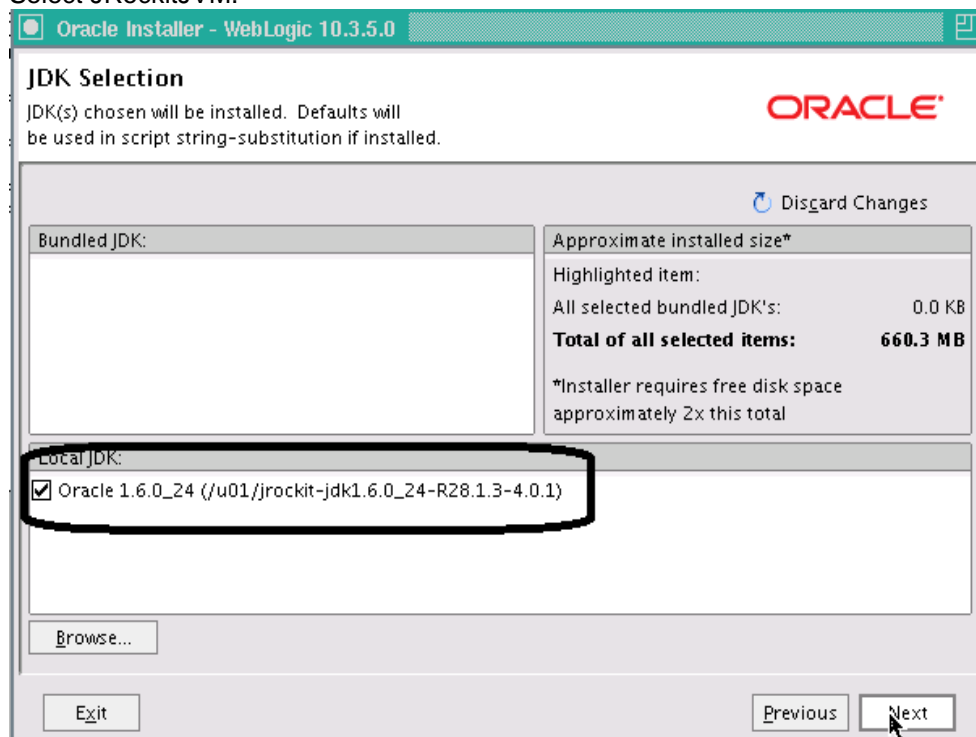 Select JRockitJVM.
Oracle Installer - WebLogic 10.3.5.0
JDK Selection
JDK(s) chosen will be installed. Defaults will
be used in script string-substitution if installed.
ORACLE
Discard Changes
Bundled JDK:
Approximate installed size*
Highlighted item:
All selected bundled JDK's: 0.0 KB
Total of all selected items: 660.3 MB
*Installer requires free disk space
approximately 2x this total
Local JDK:
Oracle 1.6.0_24 (/u01/jrockit-jdk1.6.0_24-R28.1.3-4.0.1)
Browse...
Exit
Previous
Next